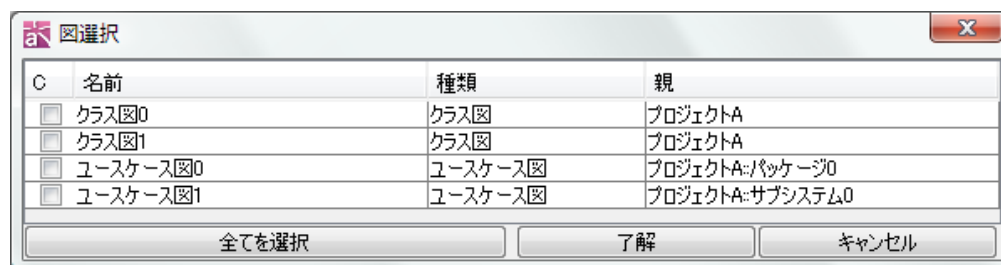 図選択
C 名前 種類 親
クラス図0 クラス図 プロジェクトA
クラス図1 クラス図 プロジェクトA
ユースケース図0 ユースケース図 プロジェクトA::パッケージ0
ユースケース図1 ユースケース図 プロジェクトA::サブシステム0
全てを選択 了解 キャンセル